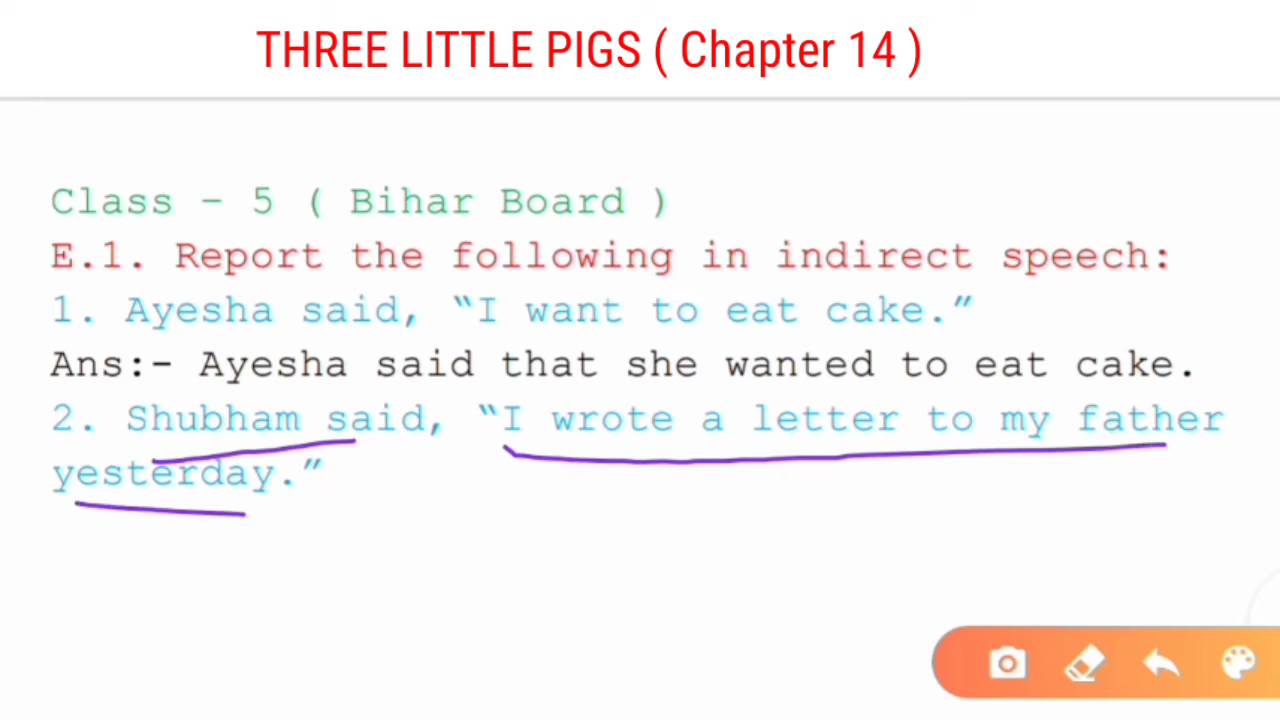 THREE LITTLE PIGS ( Chapter 14 )
Class – 5 ( Bihar Board )
E.1. Report the following in indirect speech:
1. Ayesha said, “I want to eat cake.”
Ans:- Ayesha said that she wanted to eat cake.
2. Shubham said, “I wrote a letter to my father
yesterday.”